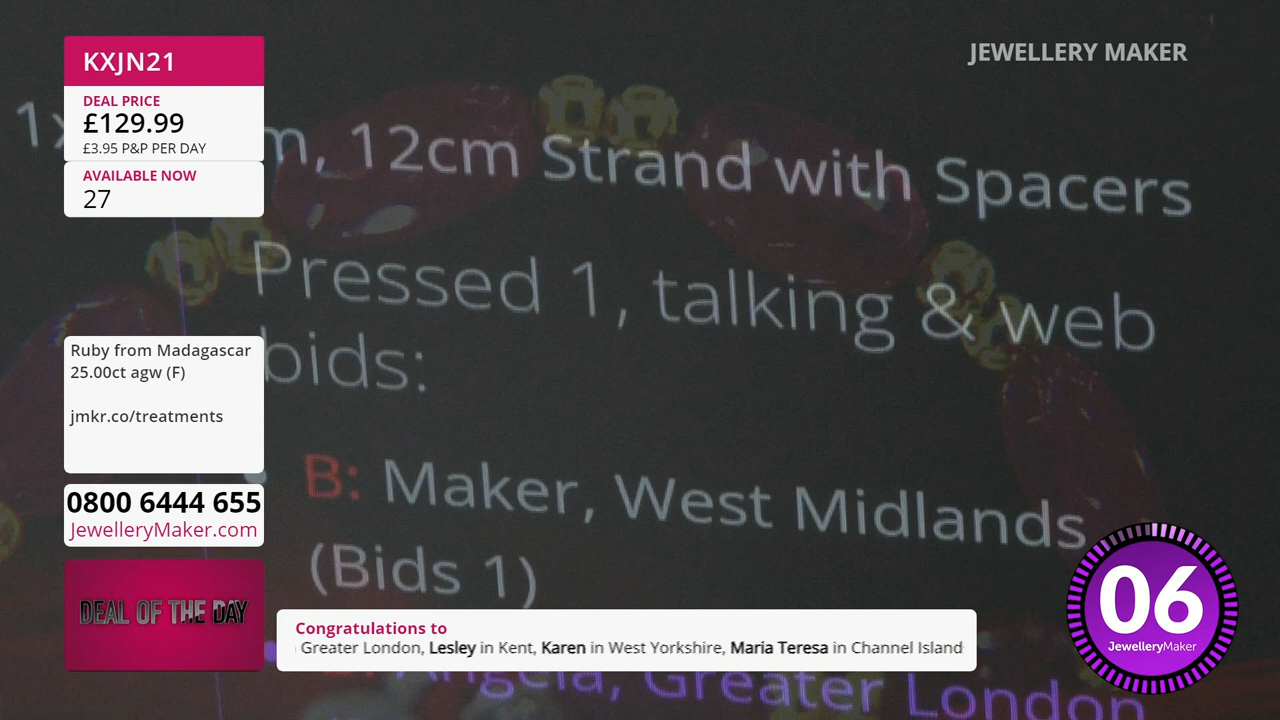 KXJN21
DEAL PRICE
£129.99
£3.95 P&P PER DAY
AVAILABLE NOW
27
JEWELLERY MAKER
12cm Strand with Spacers
Pressed 1, talking & web
bids:
B: Maker, West Midlands
(Bids 1)
Angela, Greater London
Ruby from Madagascar
25.00ct agw (F)
jmkr.co/treatments
0800 6444 655
JewelleryMaker.com
DEAL OF THE DAY
Congratulations to
Greater London, Lesley in Kent, Karen in West Yorkshire, Maria Teresa in Channel Island
06
JewelleryMaker